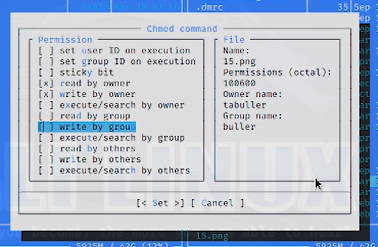 .dmrc 35 Sep
Chmod command
Permission
[ ] set user ID on execution
[ ] set group ID on execution
[ ] sticky bit
[x] read by owner
[x] write by owner
[ ] execute/search by owner
[ ] read by group
[ ] write by grou
[ ] execute/search by group
[ ] read by others
[ ] write by others
[ ] execute/search by others
File
Name:
15.png
Permissions (octal):
100600
Owner name:
tabuller
Group name:
buller
[< Set >] [ Cancel ]
15.png